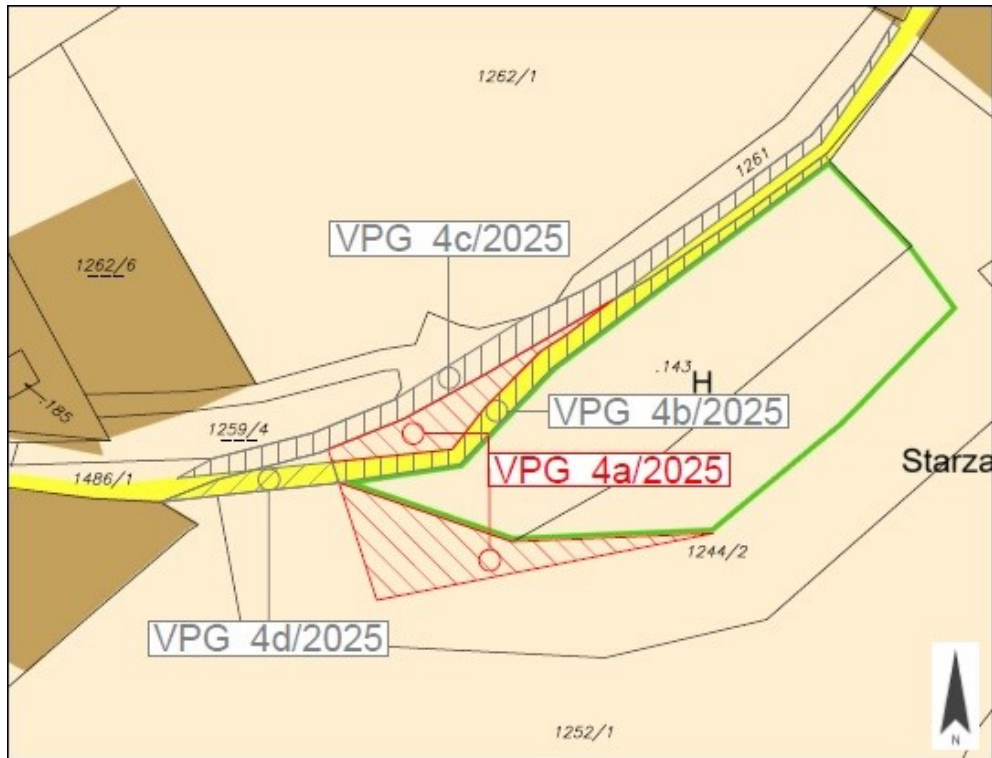 1262/1
1261
VPG 4c/2025
1262/6
.143
H
.185
VPG 4b/2025
1259/4
VPG 4a/2025
Starza
1486/1
1244/2
VPG 4d/2025
1252/1
N